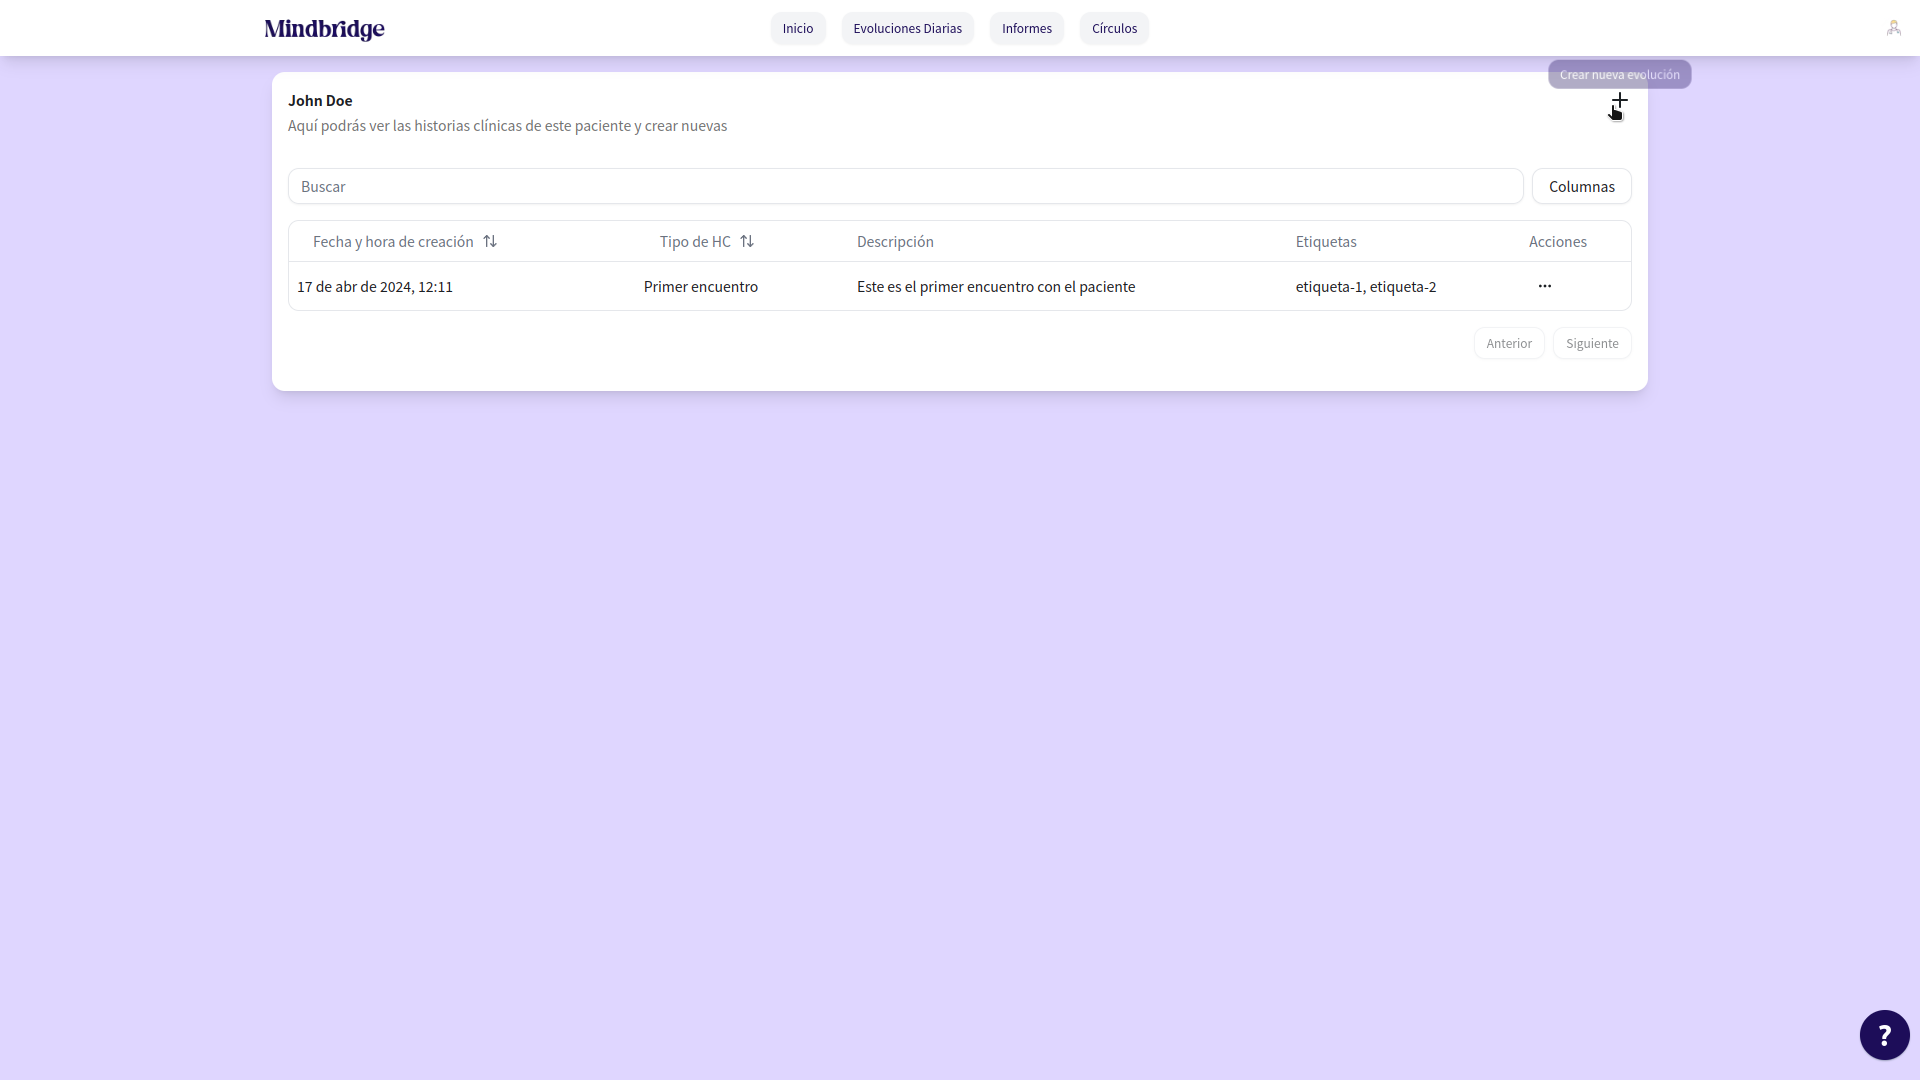 Mindbridge
Inicio
Evoluciones Diarias
Informes
Círculos
Crear nueva evolución
John Doe
Aquí podrás ver las historias clínicas de este paciente y crear nuevas
Buscar
Columnas
Fecha y hora de creación
Tipo de HC
Descripción
Etiquetas
Acciones
17 de abr de 2024, 12:11
Primer encuentro
Este es el primer encuentro con el paciente
etiqueta-1, etiqueta-2
Anterior
Siguiente
?